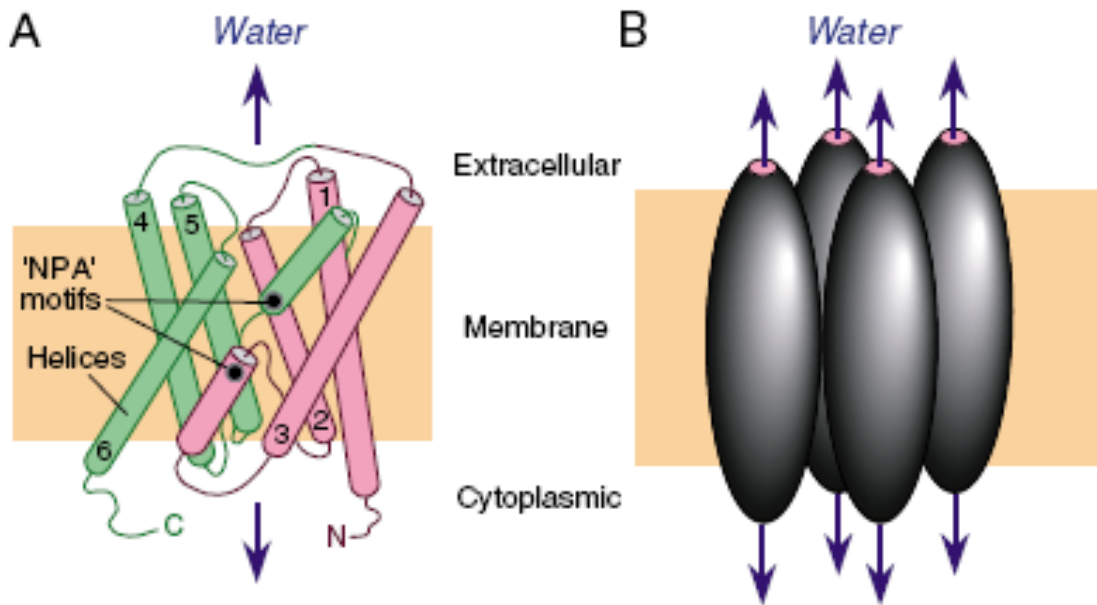 A
Water
4
5
1
'NPA'
motifs
Helices
6
3
2
C
N
Extracellular
Membrane
Cytoplasmic
B
Water